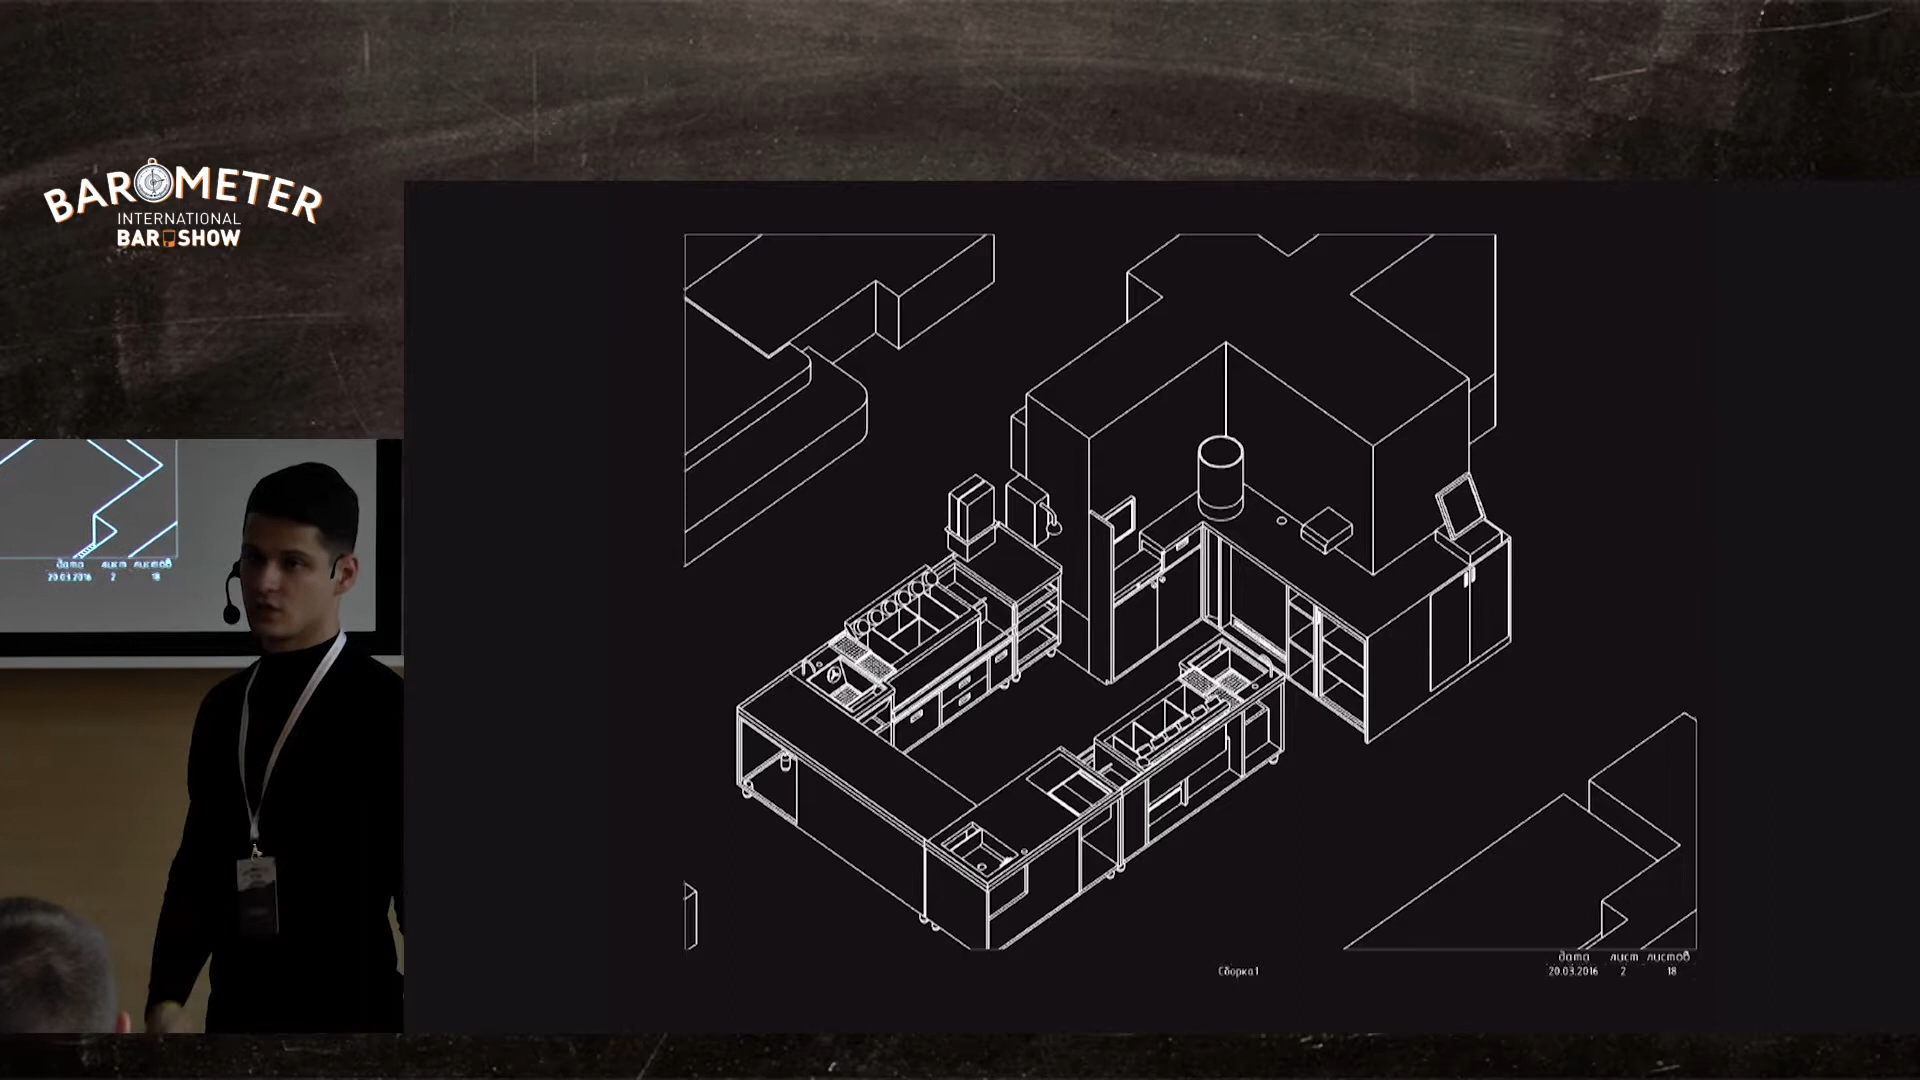 BAROMETER
INTERNATIONAL
BAR SHOW
дата лист листов
20.03.2016 2 18
Сборка1
дата лист листов
20.03.2016 2 18